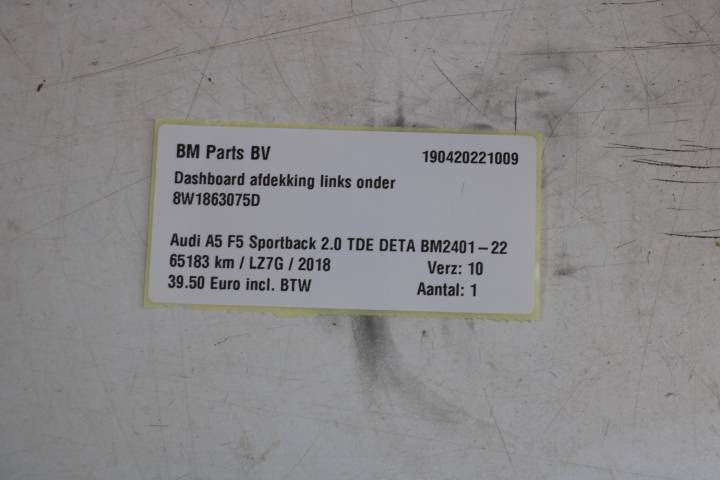 BM Parts BV 190420221009
Dashboard afdekking links onder
8W1863075D
Audi A5 F5 Sportback 2.0 TDE DETA BM2401-22
65183 km / LZ7G / 2018 Verz: 10
39.50 Euro incl. BTW Aantal: 1